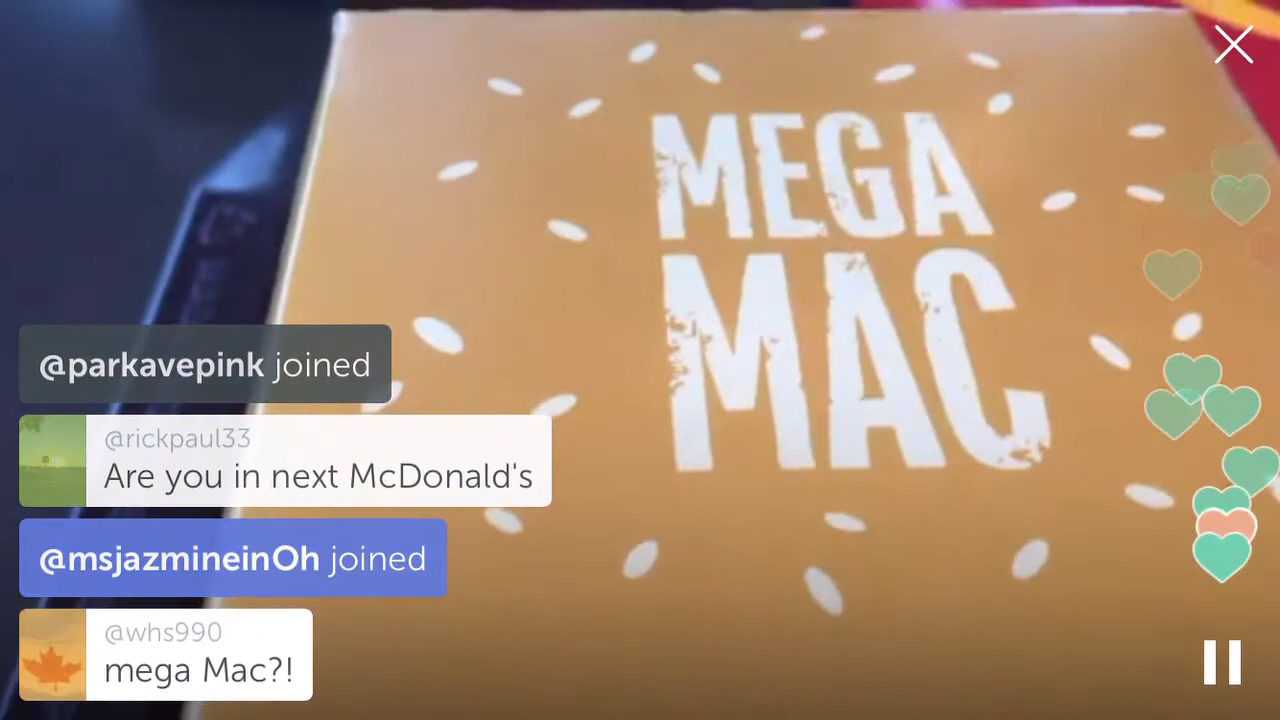 MEGA
MAC
@parkavepink joined
@rickpaul33
Are you in next McDonald's
@msjazmineinOh joined
@whs990
mega Mac?!